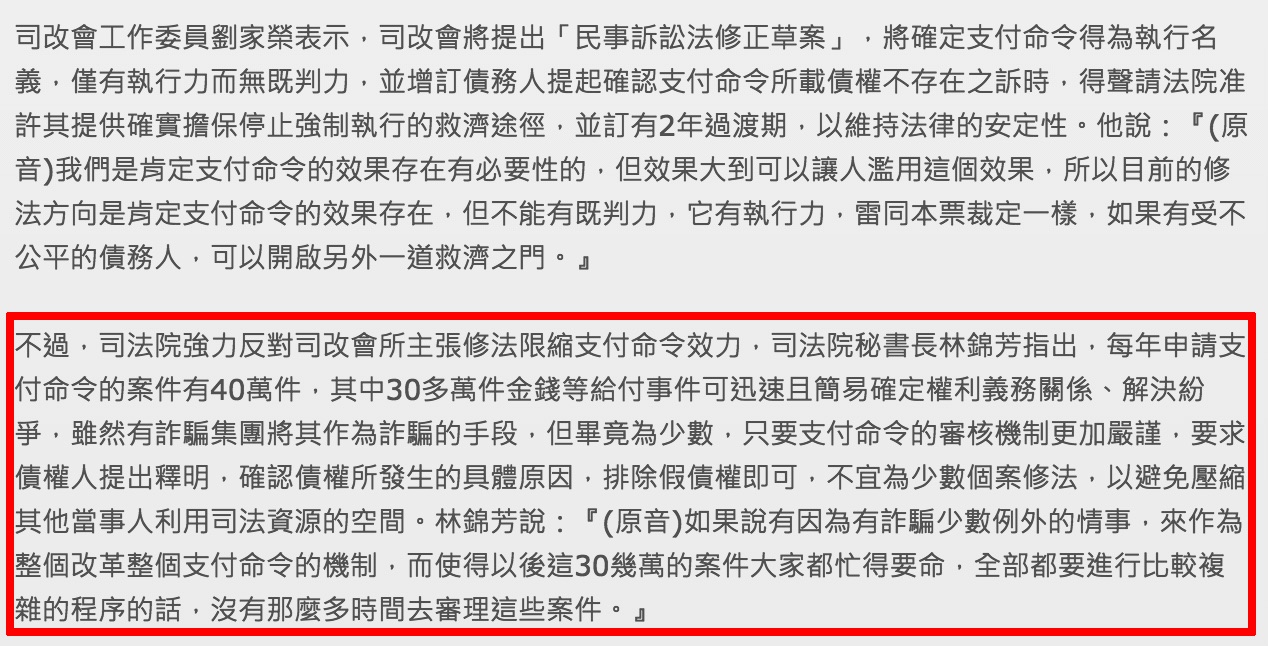 司改會工作委員劉家榮表示，司改會將提出「民事訴訟法修正草案」，將確定支付命令得為執行名
義，僅有執行力而無既判力，並增訂債務人提起確認支付命令所載債權不存在之訴時，得聲請法院准
許其提供確實擔保停止強制執行的救濟途徑，並訂有2年過渡期，以維持法律的安定性。他說：『(原
音)我們是肯定支付命令的效果存在有必要性的，但效果大到可以讓人濫用這個效果，所以目前的修
法方向是肯定支付命令的效果存在，但不能有既判力，它有執行力，雷同本票裁定一樣，如果有受不
公平的債務人，可以開啟另外一道救濟之門。』
不過，司法院強力反對司改會所主張修法限縮支付命令效力，司法院秘書長林錦芳指出，每年申請支
付命令的案件有40萬件，其中30多萬件金錢等給付事件可迅速且簡易確定權利義務關係、解決紛
爭，雖然有詐騙集團將其作為詐騙的手段，但畢竟為少數，只要支付命令的審核機制更加嚴謹，要求
債權人提出釋明，確認債權所發生的具體原因，排除假債權即可，不宜為少數個案修法，以避免壓縮
其他當事人利用司法資源的空間。林錦芳說：『(原音)如果說有因為有詐騙少數例外的情事，來作為
整個改革整個支付命令的機制，而使得以後這30幾萬的案件大家都忙得要命，全部都要進行比較複
雜的程序的話，沒有那麼多時間去審理這些案件。』